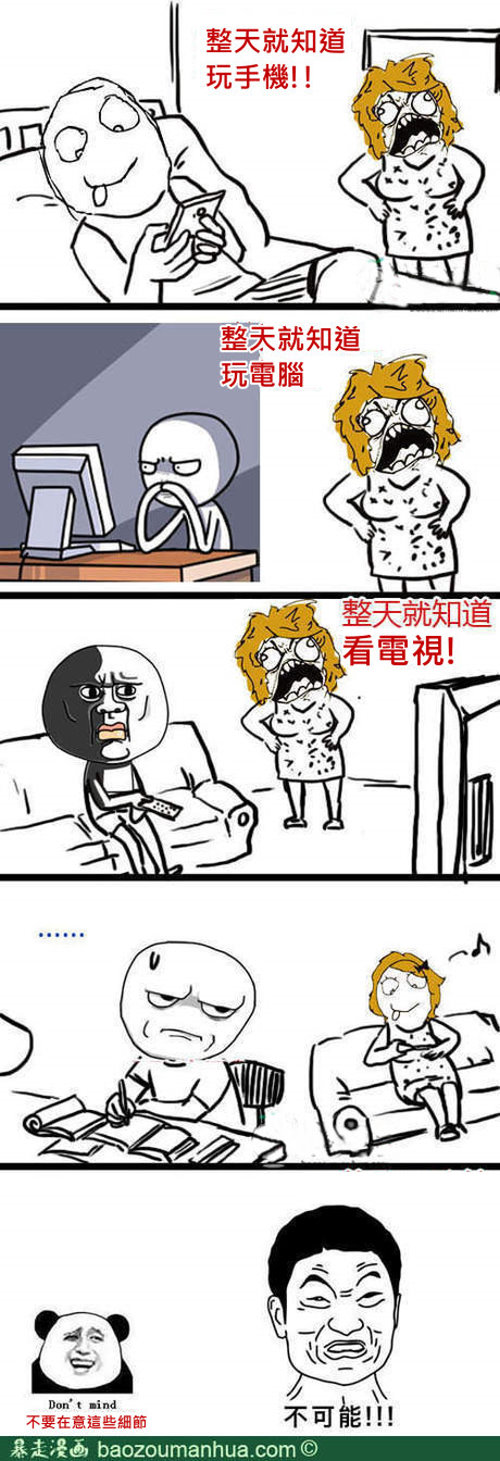 整天就知道
玩手機!!
整天就知道
玩電腦
整天就知道
看電視!
......
Don't mind
不要在意這些細節
不可能!!!
暴走漫画 baozoumanhua.com ©